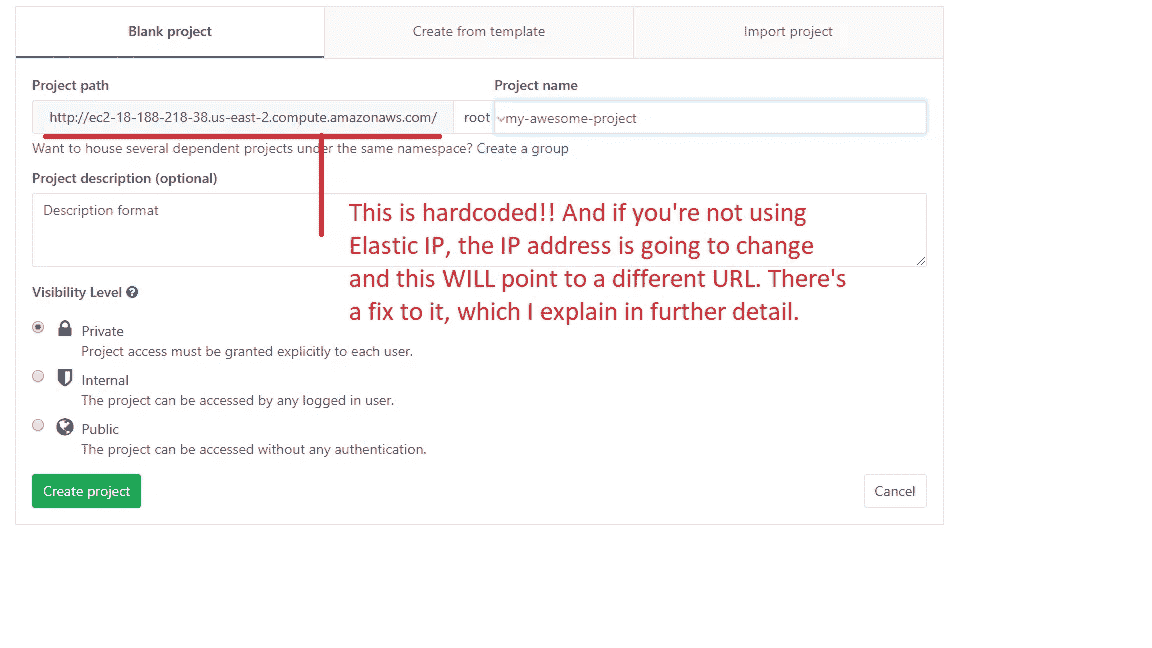 Blank project
Create from template
Import project
Project path
Project name
http://ec2-18-188-218-38.us-east-2.compute.amazonaws.com/
root
my-awesome-project
Want to house several dependent projects under the same namespace? Create a group
Project description (optional)
Description format
This is hardcoded!! And if you're not using
Elastic IP, the IP address is going to change
and this WILL point to a different URL. There's
a fix to it, which I explain in further detail.
Visibility Level
Private
Project access must be granted explicitly to each user.
Internal
The project can be accessed by any logged in user.
Public
The project can be accessed without any authentication.
Create project
Cancel